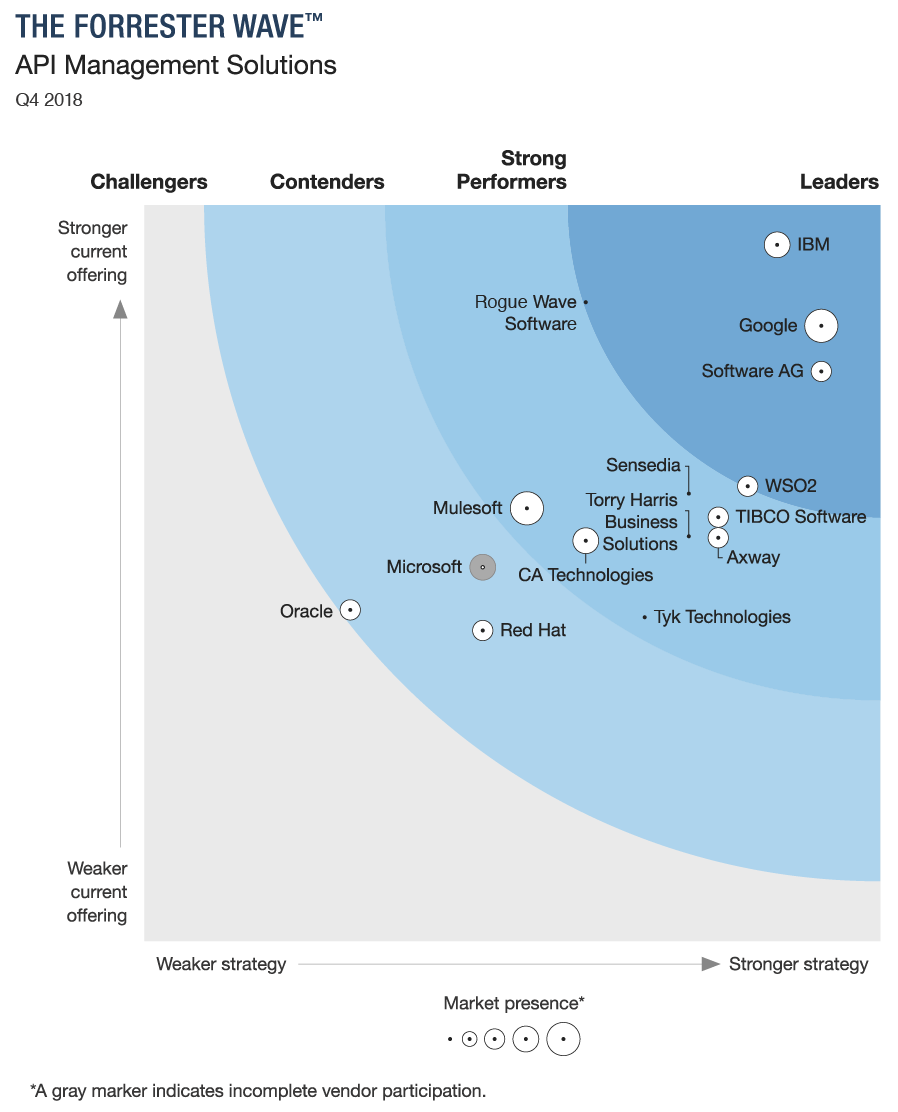 THE FORRESTER WAVE™
API Management Solutions
Q4 2018
Challengers
Contenders
Strong
Performers
Leaders
Stronger
current
offering
IBM
Rogue Wave
Software
Google
Software AG
Sensedia
WSO2
Torry Harris
Business
Solutions
TIBCO Software
Mulesoft
Axway
Microsoft
CA Technologies
Oracle
Tyk Technologies
Red Hat
Weaker
current
offering
Weaker strategy
Stronger strategy
Market presence*
*A gray marker indicates incomplete vendor participation.